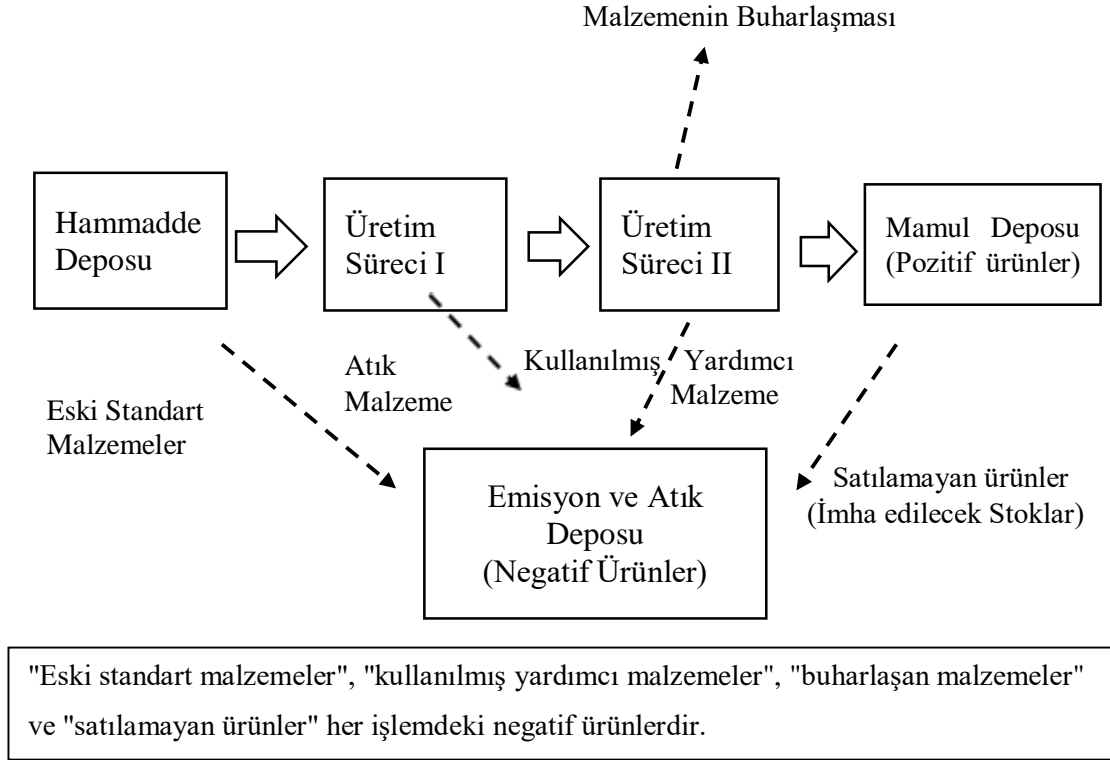 Malzemenin Buharlaşması
Hammadde
Deposu
Üretim
Süreci I
Üretim
Süreci II
Mamul Deposu
(Pozitif ürünler)
Eski Standart
Malzemeler
Atık
Malzeme
Kullanılmış Yardımcı
Malzeme
Satılamayan ürünler
(İmha edilecek Stoklar)
Emisyon ve Atık
Deposu
(Negatif Ürünler)
"Eski standart malzemeler", "kullanılmış yardımcı malzemeler", "buharlaşan malzemeler"
ve "satılamayan ürünler" her işlemdeki negatif ürünlerdir.